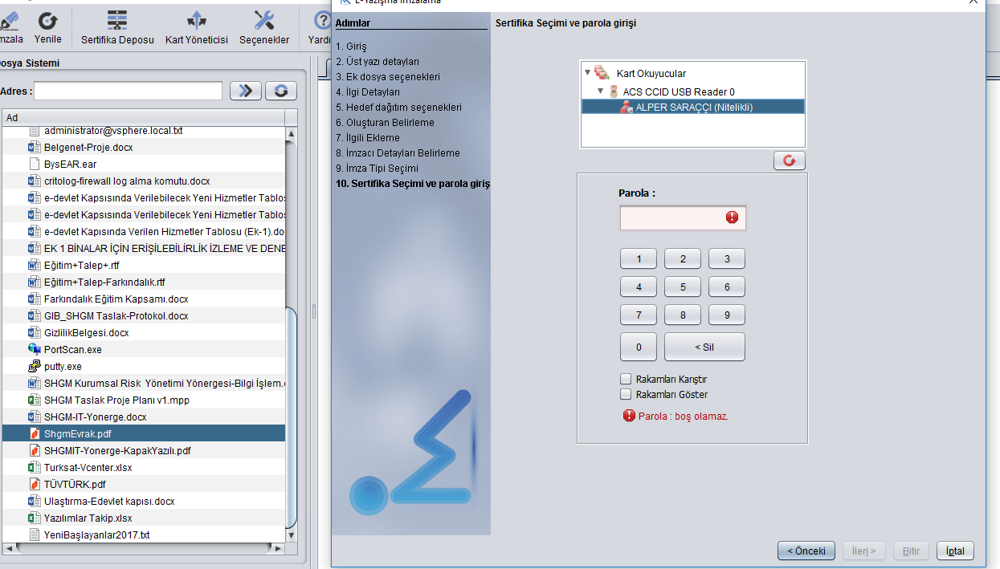 E-Yazışma İmzalama
mzala
Yenile
Sertifika Deposu
Kart Yöneticisi
Seçenekler
Yardı
osya Sistemi
Adres :
Ad
administrator@vsphere.local.txt
Belgenet-Proje.docx
BysEAR.ear
critolog-firewall log alma komutu.docx
e-devlet Kapsısında Verilebilecek Yeni Hizmetler Tablos
e-devlet Kapsısında Verilebilecek Yeni Hizmetler Tablos
e-devlet Kapsısında Verilen Hizmetler Tablosu (Ek-1).do
EK 1 BİNALAR İÇİN ERİŞİLEBİLİRLİK İZLEME VE DENE
Eğitim+Talep+.rtf
Eğitim+Talep-Farkındalık.rtf
Farkındalık Eğitim Kapsamı.docx
GIB_SHGM Taslak-Protokol.docx
GizlilikBelgesi.docx
PortScan.exe
putty.exe
SHGM Kurumsal Risk Yönetimi Yönergesi-Bilgi İşlem.
SHGM Taslak Proje Planı v1.mpp
SHGM-IT-Yonerge.docx
ShgmEvrak.pdf
SHGMIT-Yonerge-KapakYazılı.pdf
Turksat-Vcenter.xlsx
TÜVTÜRK.pdf
Ulaştırma-Edevlet kapısı.docx
Yazılımlar Takip.xlsx
YeniBaşlayanlar2017.txt
Adımlar
1. Giriş
2. Üst yazı detayları
3. Ek dosya seçenekleri
4. İlgi Detayları
5. Hedef dağıtım seçenekleri
6. Oluşturan Belirleme
7. İlgili Ekleme
8. İmzacı Detayları Belirleme
9. İmza Tipi Seçimi
10. Sertifika Seçimi ve parola giriş
Sertifika Seçimi ve parola girişi
Kart Okuyucular
ACS CCID USB Reader 0
ALPER SARAÇÇI (Nitelikli)
Parola :
1 2 3
4 5 6
7 8 9
0 < Sil
Rakamları Karıştır
Rakamları Göster
Parola : boş olamaz.
< Önceki İleri > Bitir İptal